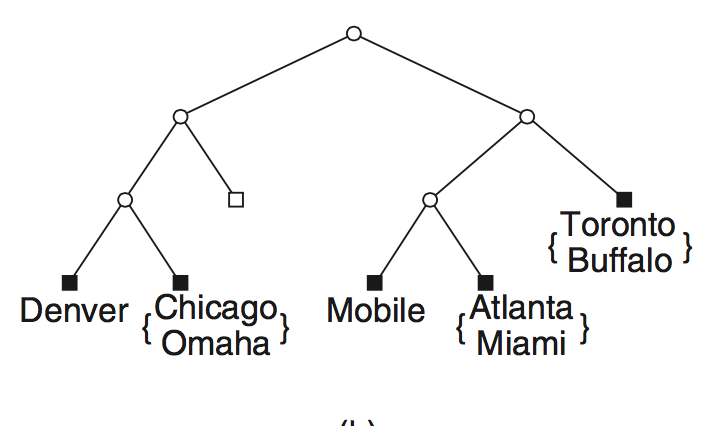 Toronto
{ Buffalo }
Denver
{ Chicago
Omaha }
Mobile
{ Atlanta
Miami }